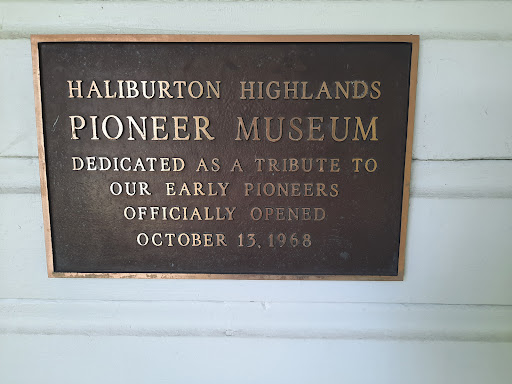 HALIBURTON HIGHLANDS
PIONEER MUSEUM
DEDICATED AS A TRIBUTE TO
OUR EARLY PIONEERS
OFFICIALLY OPENED
OCTOBER 13, 1968